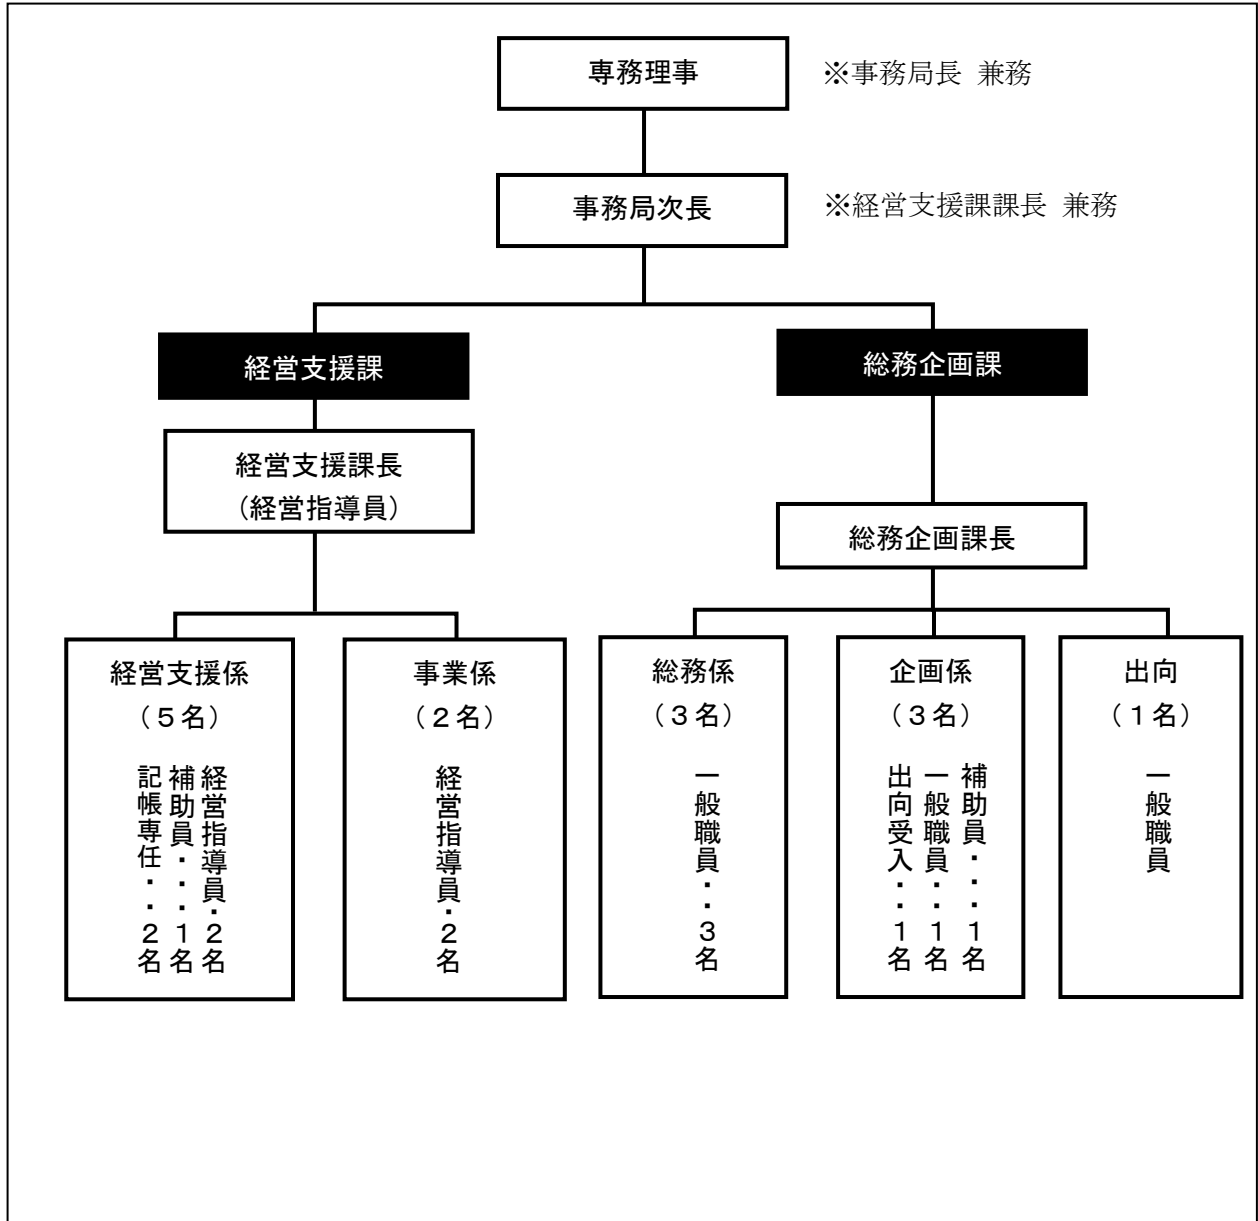 専務理事
※事務局長 兼務
事務局次長
※経営支援課課長 兼務
経営支援課
総務企画課
経営支援課長
（経営指導員）
総務企画課長
経営支援係
（５名）
経営指導員・２名
補助員・・・１名
記帳専任・・２名
事業係
（２名）
経営指導員・２名
総務係
（３名）
一般職員・・３名
企画係
（３名）
補助員・・・１名
一般職員・・１名
出向受入・・１名
出向
（１名）
一般職員